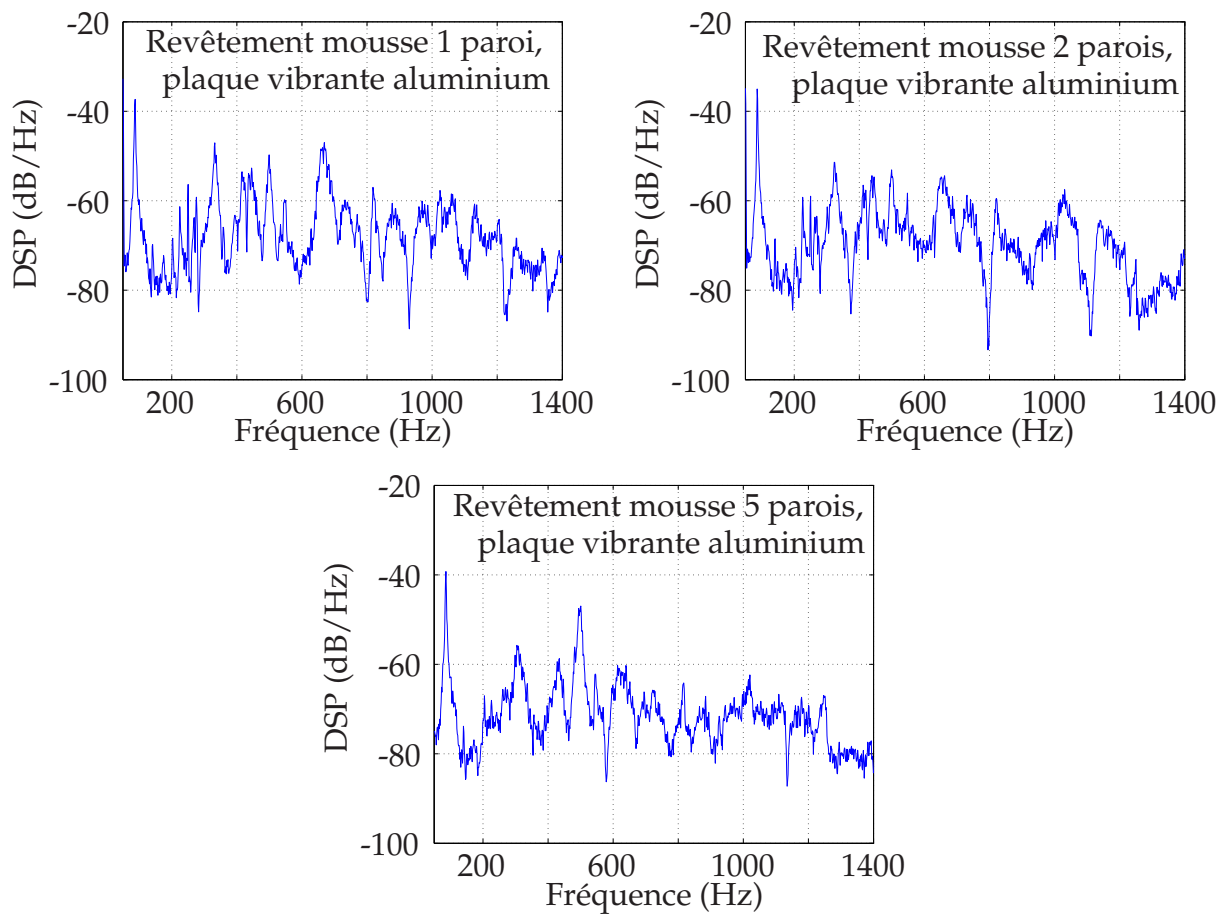 -20
Revêtement mousse 1 paroi,
plaque vibrante aluminium
-40
-60
-80
-100
DSP (dB/Hz)
200
600
1000
1400
Fréquence (Hz)
-20
Revêtement mousse 2 parois,
plaque vibrante aluminium
-40
-60
-80
-100
DSP (dB/Hz)
200
600
1000
1400
Fréquence (Hz)
-20
Revêtement mousse 5 parois,
plaque vibrante aluminium
-40
-60
-80
-100
DSP (dB/Hz)
200
600
1000
1400
Fréquence (Hz)